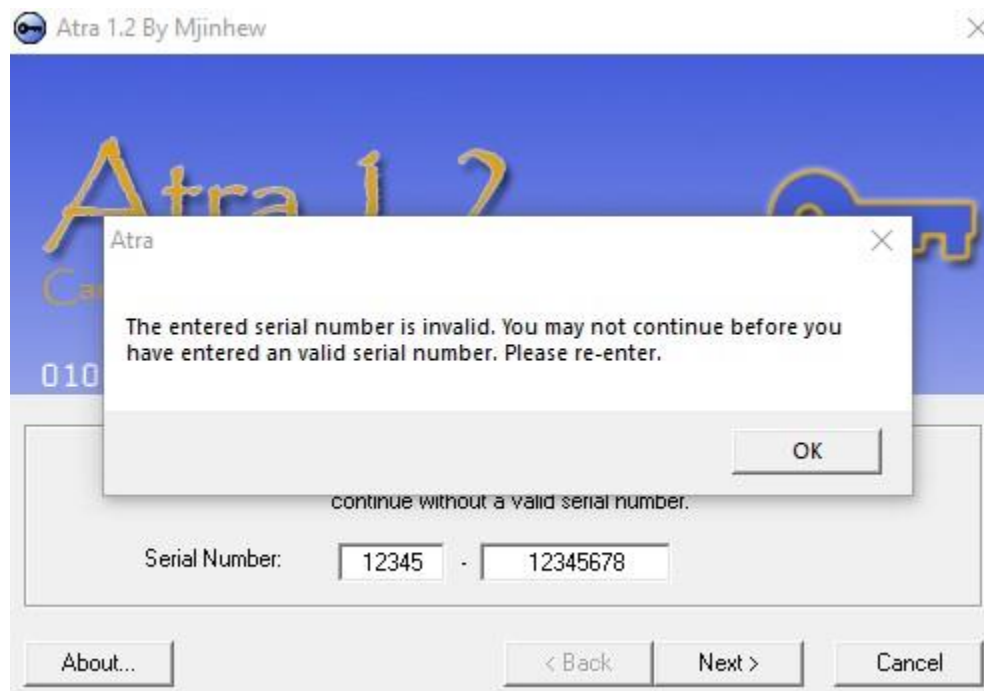 Atra 1.2 By Mjinhew
Atra 1.2
Atra
The entered serial number is invalid. You may not continue before you
have entered an valid serial number. Please re-enter.
010
OK
continue without a valid serial number.
Serial Number: 12345 - 12345678
About... < Back Next > Cancel